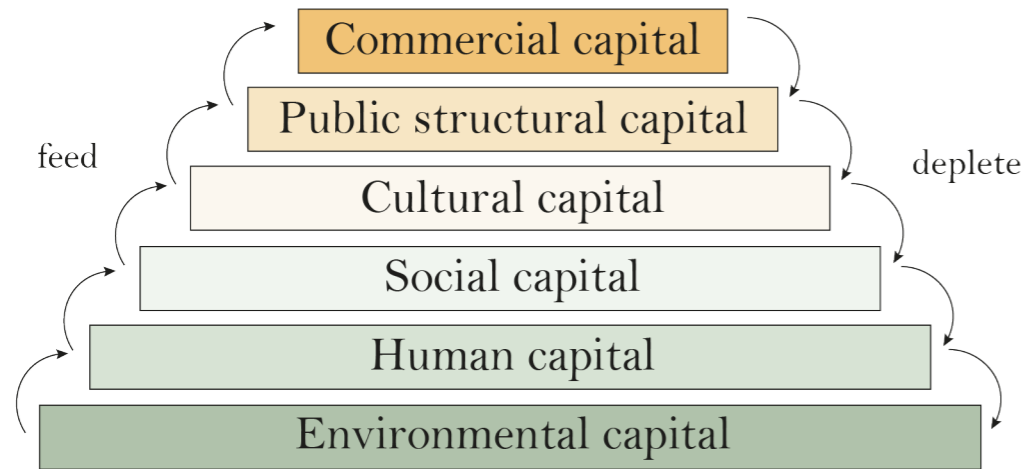 Commercial capital
Public structural capital
feed
deplete
Cultural capital
Social capital
Human capital
Environmental capital